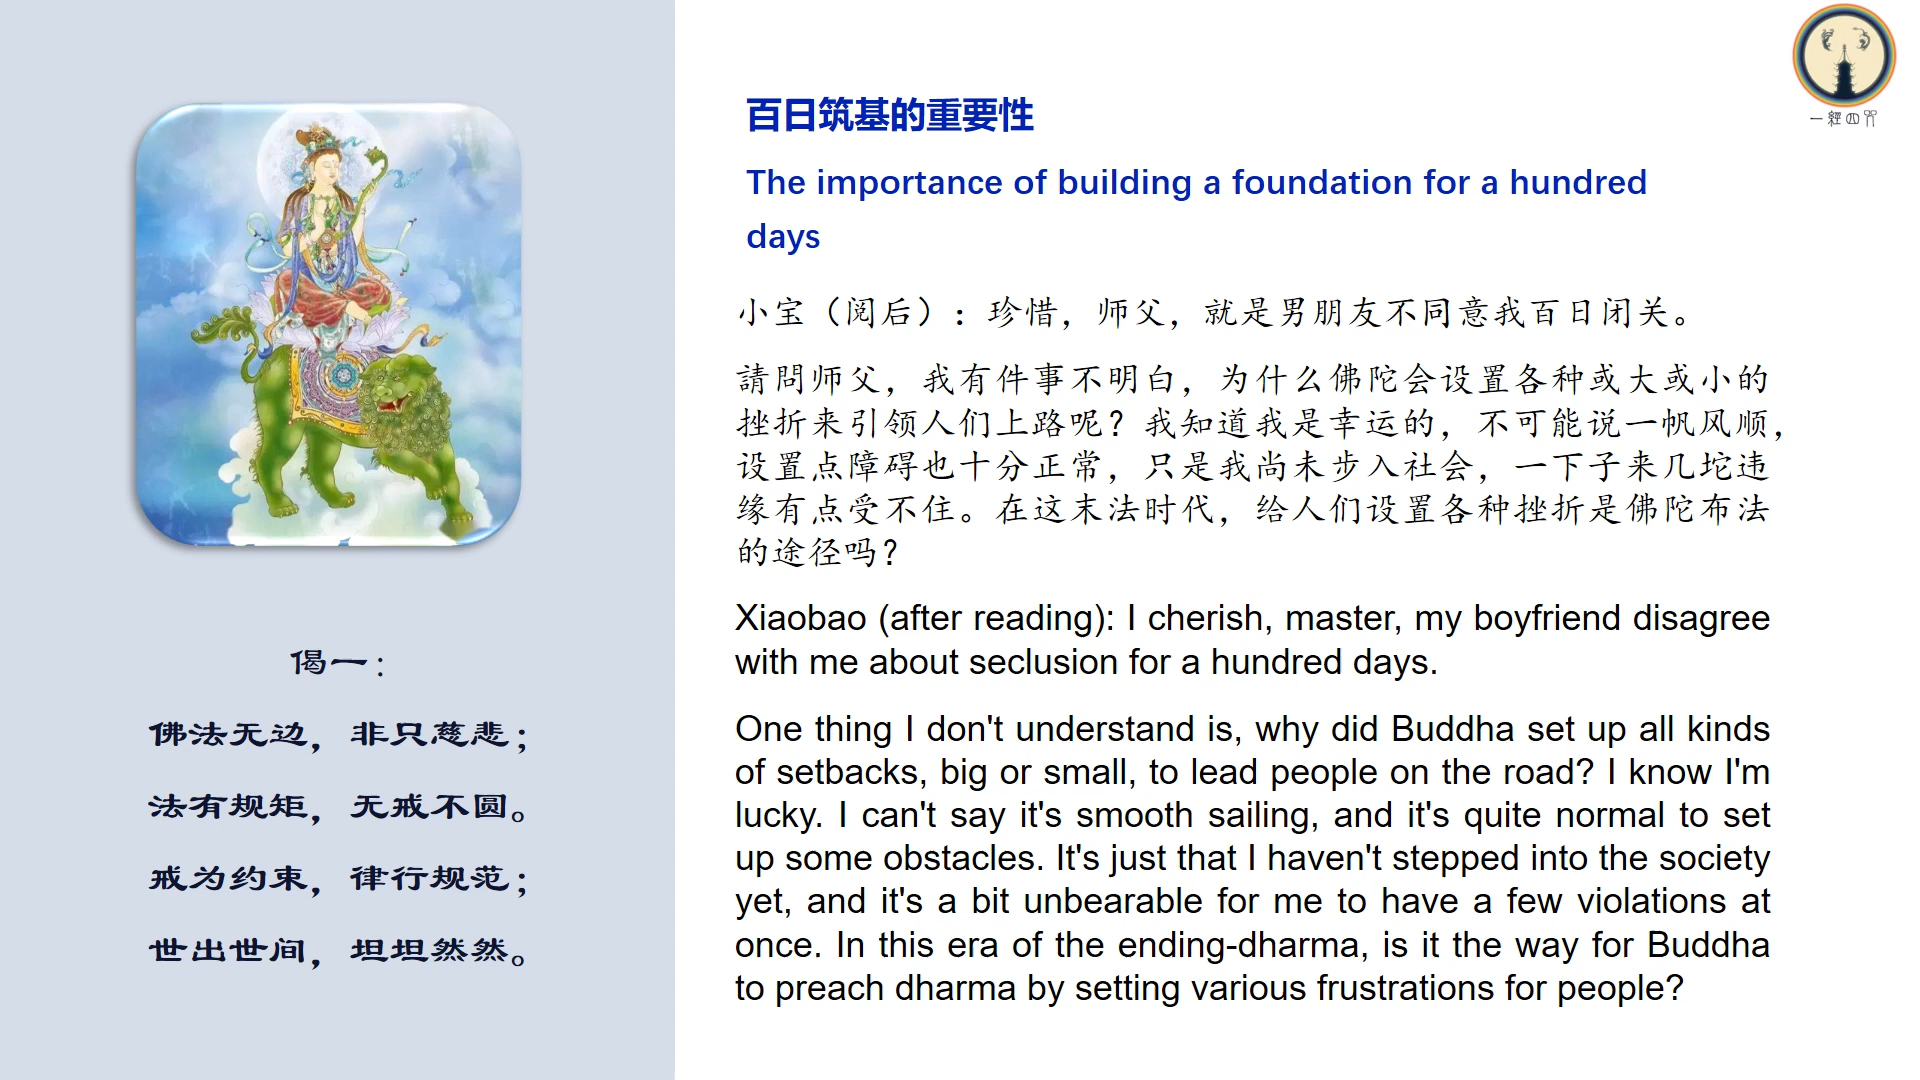 一經四咒
百日筑基的重要性
The importance of building a foundation for a hundred
days
小宝（阅后）：珍惜，师父，就是男朋友不同意我百日闭关。
請問师父，我有件事不明白，为什么佛陀会设置各种或大或小的
挫折来引领人们上路呢？我知道我是幸运的，不可能说一帆风顺，
设置点障碍也十分正常，只是我尚未步入社会，一下子来几坨违
缘有点受不住。在这末法时代，给人们设置各种挫折是佛陀布法
的途径吗？
Xiaobao (after reading): I cherish, master, my boyfriend disagree
with me about seclusion for a hundred days.
One thing I don't understand is, why did Buddha set up all kinds
of setbacks, big or small, to lead people on the road? I know I'm
lucky. I can't say it's smooth sailing, and it's quite normal to set
up some obstacles. It's just that I haven't stepped into the society
yet, and it's a bit unbearable for me to have a few violations at
once. In this era of the ending-dharma, is it the way for Buddha
to preach dharma by setting various frustrations for people?
偈一：
佛法无边，非只慈悲；
法有规矩，无戒不圆。
戒为约束，律行规范；
世出世间，坦坦然然。